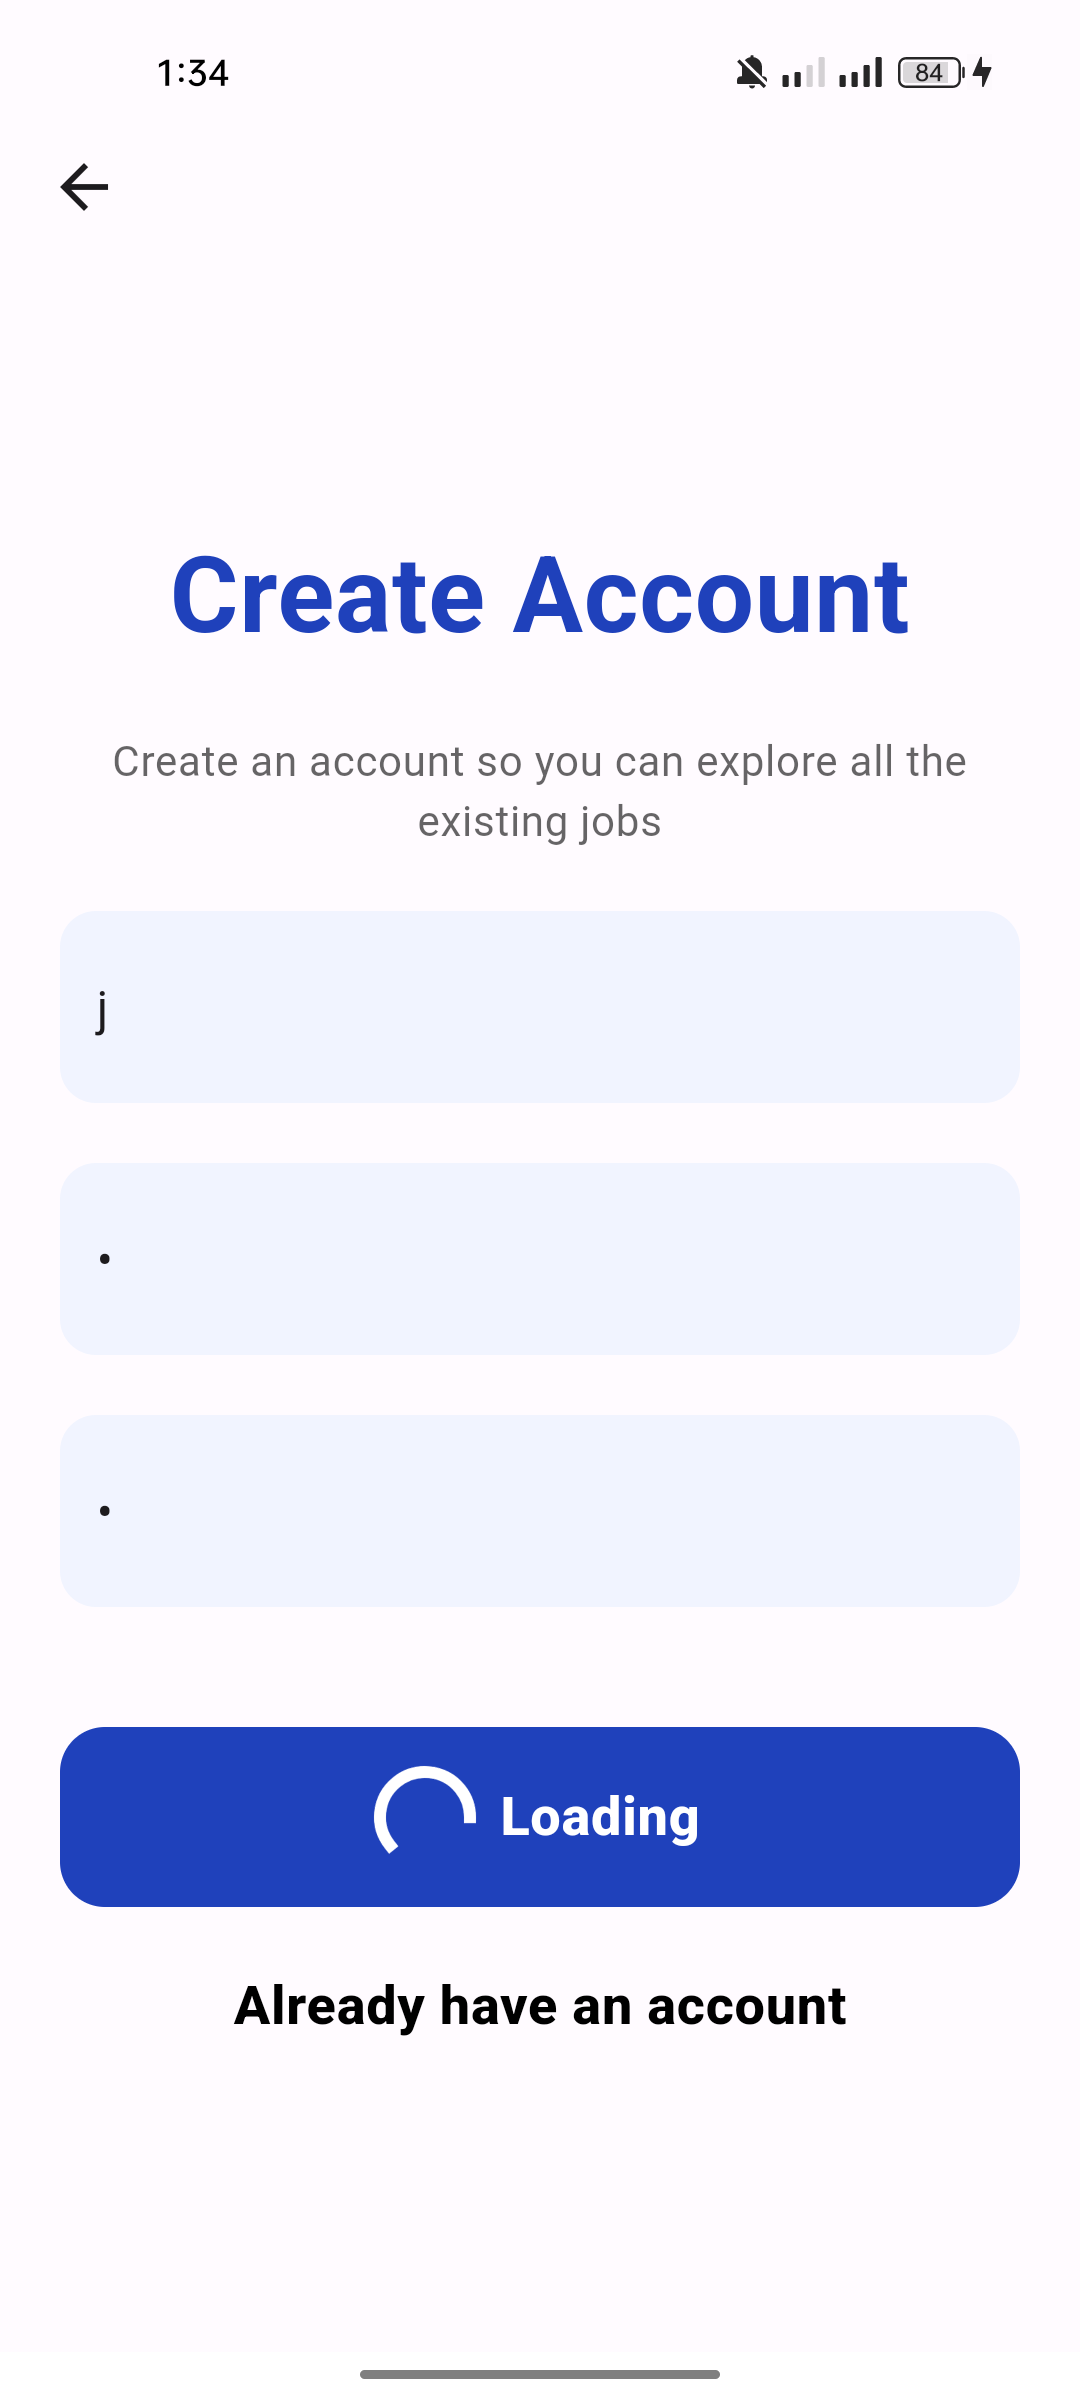 1:34
84
Create Account
Create an account so you can explore all the
existing jobs
j
•
•
Loading
Already have an account